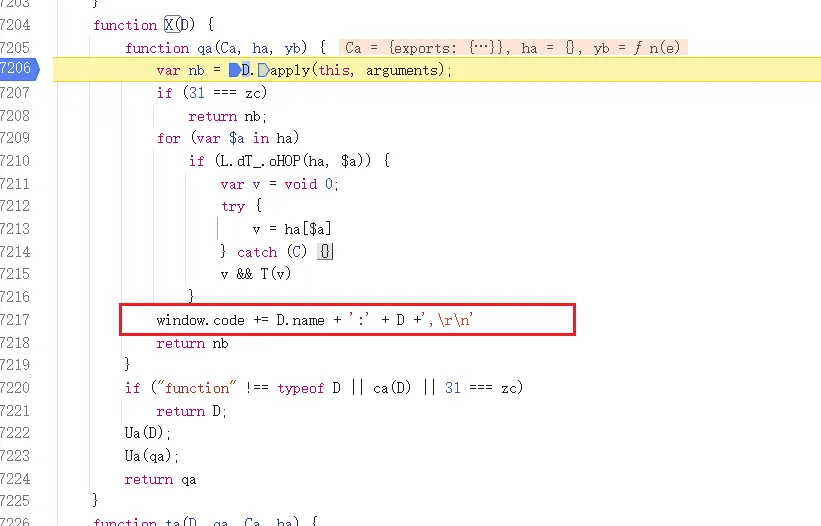 7203 }
7204 function X(D) {
7205 function qa(Ca, ha, yb) { Ca = {exports: {…}}, ha = {}, yb = ƒ n(e)
7206 var nb = D.apply(this, arguments);
7207 if (31 === zc)
7208 return nb;
7209 for (var $a in ha)
7210 if (L.dT_.oHOP(ha, $a)) {
7211 var v = void 0;
7212 try {
7213 v = ha[$a]
7214 } catch (C) {}
7215 v && T(v)
7216 }
7217 window.code += D.name + ':' + D +',\r\n'
7218 return nb
7219 }
7220 if ("function" !== typeof D || ca(D) || 31 === zc)
7221 return D;
7222 Ua(D);
7223 Ua(qa);
7224 return qa
7225 }
7226 function ta(D, qa, Ca, ha) {